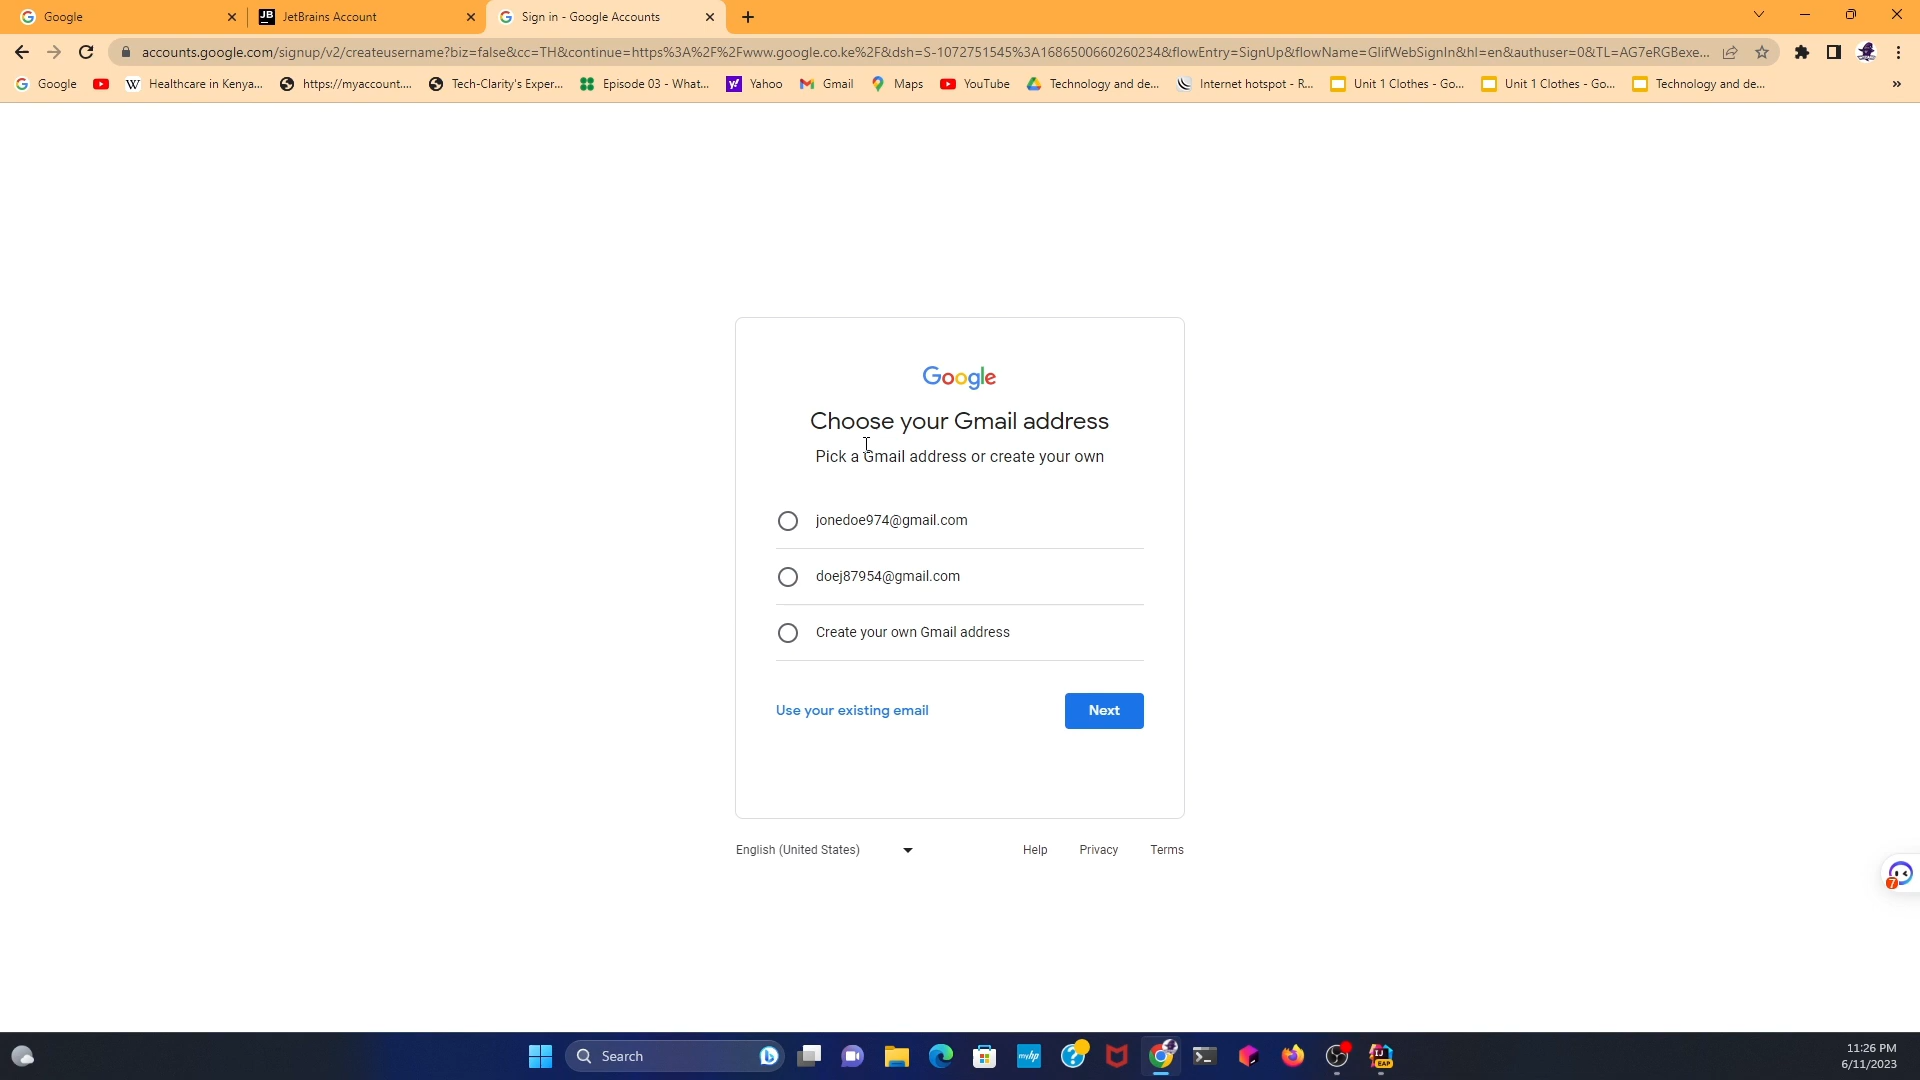 Google
JetBrains Account
Sign in - Google Accounts
accounts.google.com/signup/v2/createusername?biz=false&cc=TH&continue=https%3A%2F%2Fwww.google.co.ke%2F&dsh=S-1072751545%3A1686500660260234&flowEntry=SignUp&flowName=GlifWebSignIn&hl=en&authuser=0&TL=AG7eRGBexe...
Google
Healthcare in Kenya...
https://myaccount....
Tech-Clarity's Exper...
Episode 03 - What...
Yahoo
Gmail
Maps
YouTube
Technology and de...
Internet hotspot - R...
Unit 1 Clothes - Go...
Unit 1 Clothes - Go...
Technology and de...
»
Google
Choose your Gmail address
Pick a Gmail address or create your own
jonedoe974@gmail.com
doej87954@gmail.com
Create your own Gmail address
Use your existing email
Next
English (United States)
Help
Privacy
Terms
7
Search
11:26 PM
6/11/2023